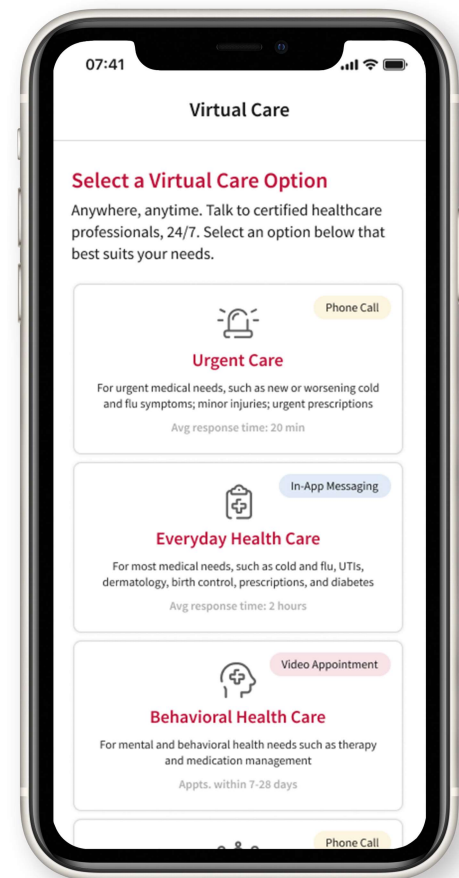 07:41
Virtual Care
Select a Virtual Care Option
Anywhere, anytime. Talk to certified healthcare
professionals, 24/7. Select an option below that
best suits your needs.
Phone Call
Urgent Care
For urgent medical needs, such as new or worsening cold
and flu symptoms; minor injuries; urgent prescriptions
Avg response time: 20 min
In-App Messaging
Everyday Health Care
For most medical needs, such as cold and flu, UTIs,
dermatology, birth control, prescriptions, and diabetes
Avg response time: 2 hours
Video Appointment
Behavioral Health Care
For mental and behavioral health needs such as therapy
and medication management
Appts. within 7-28 days
Phone Call